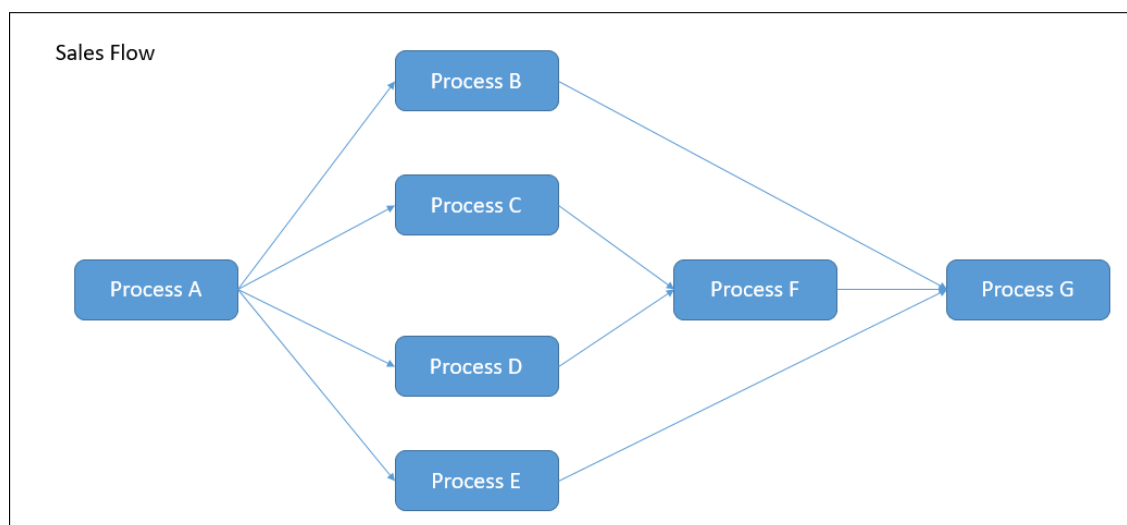 Sales Flow
Process B
Process C
Process A
Process F
Process G
Process D
Process E